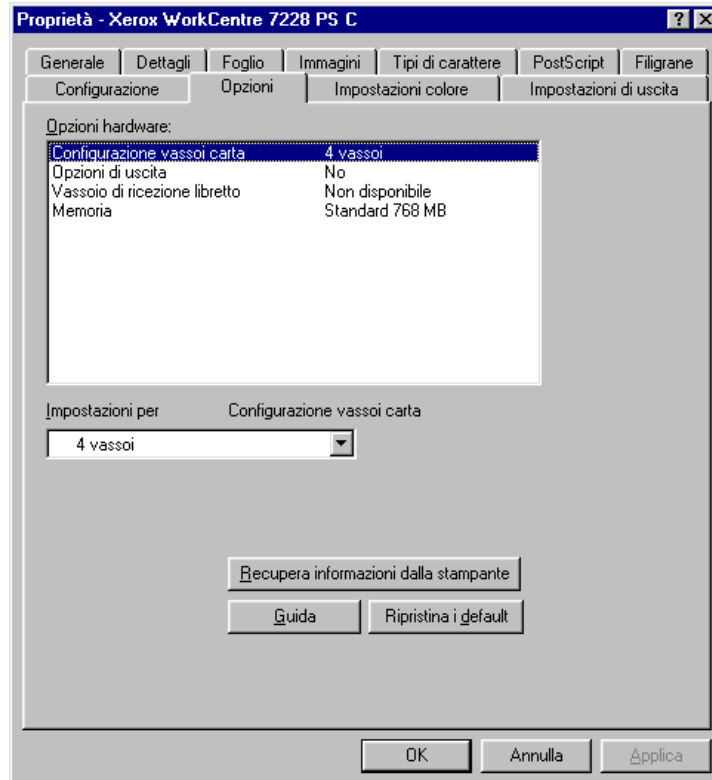 Proprietà - Xerox WorkCentre 7228 PS C
Generale Dettagli Foglio Immagini Tipi di carattere PostScript Filigrane
Configurazione Opzioni Impostazioni colore Impostazioni di uscita
Opzioni hardware:
Configurazione vassoi carta 4 vassoi
Opzioni di uscita No
Vassoio di ricezione libretto Non disponibile
Memoria Standard 768 MB
Impostazioni per Configurazione vassoi carta
4 vassoi
Recupera informazioni dalla stampante
Guida Ripristina i default
OK Annulla Applica